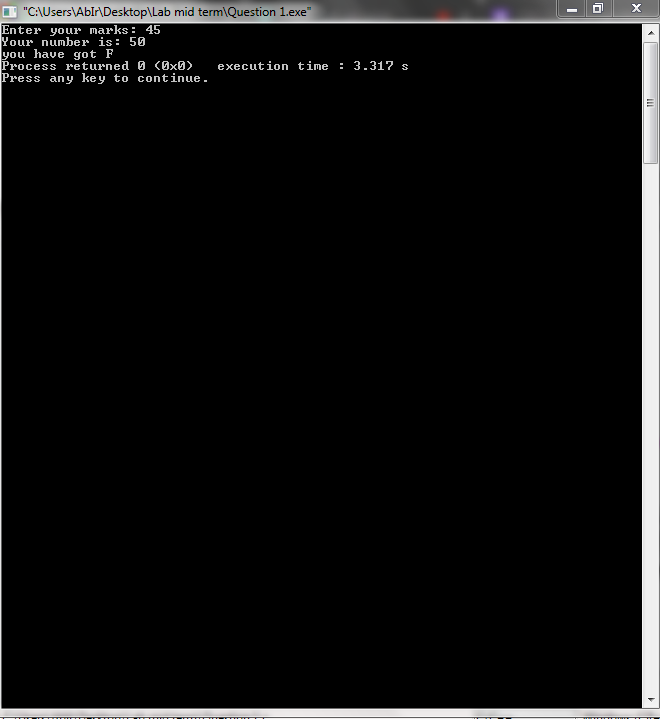 "C:\Users\AbIr\Desktop\Lab mid term\Question 1.exe"
Enter your marks: 45
Your number is: 50
you have got F
Process returned 0 (0x0)   execution time : 3.317 s
Press any key to continue.